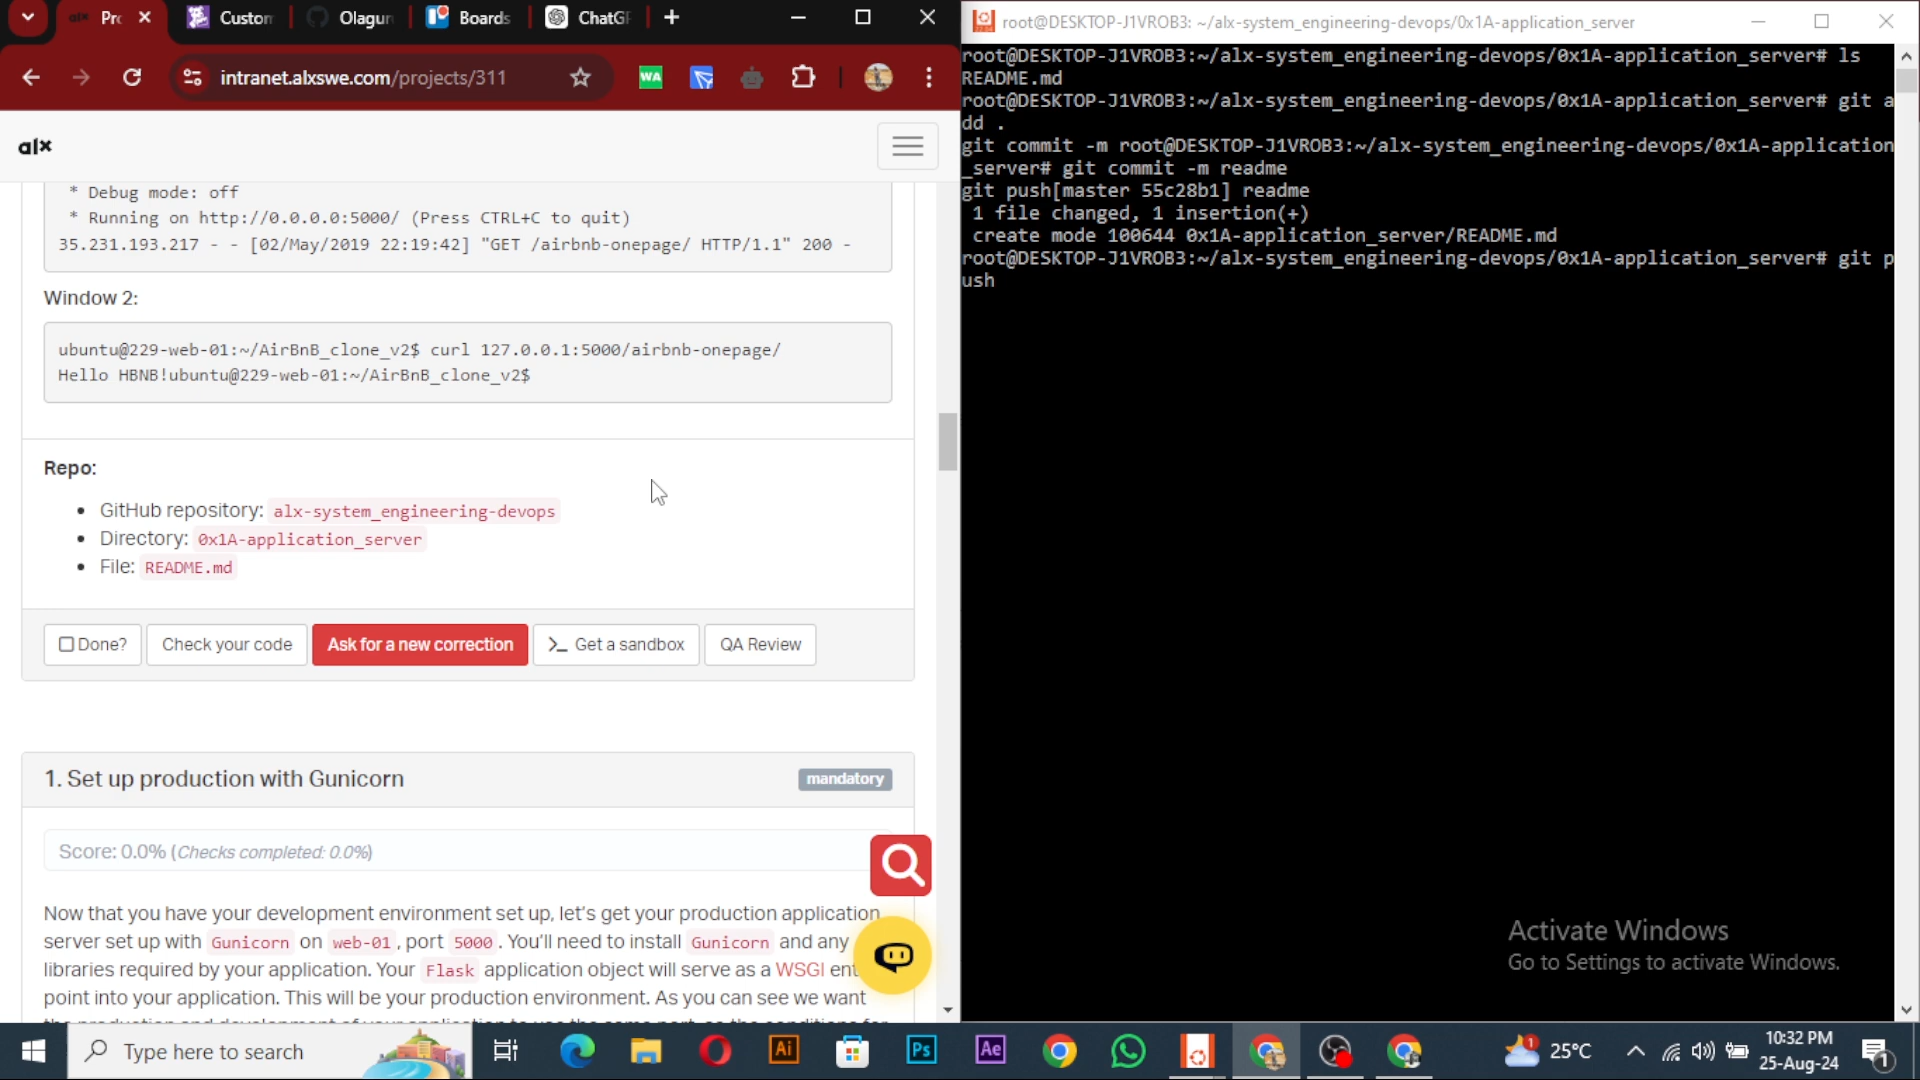 Pro
Custom
Olagun
Boards
ChatGP
intranet.alxswe.com/projects/311
WA
alx
* Debug mode: off
* Running on http://0.0.0.0:5000/ (Press CTRL+C to quit)
35.231.193.217 - - [02/May/2019 22:19:42] "GET /airbnb-onepage/ HTTP/1.1" 200 -
Window 2:
ubuntu@229-web-01:~/AirBnB_clone_v2$ curl 127.0.0.1:5000/airbnb-onepage/
Hello HBNB!ubuntu@229-web-01:~/AirBnB_clone_v2$
Repo:
• GitHub repository: alx-system_engineering-devops
• Directory: 0x1A-application_server
• File: README.md
Done?
Check your code
Ask for a new correction
>_ Get a sandbox
QA Review
1. Set up production with Gunicorn
mandatory
Score: 0.0% (Checks completed: 0.0%)
Now that you have your development environment set up, let's get your production application
server set up with Gunicorn on web-01, port 5000. You'll need to install Gunicorn and any
libraries required by your application. Your Flask application object will serve as a WSGI ent
point into your application. This will be your production environment. As you can see we want
root@DESKTOP-J1VROB3: ~/alx-system_engineering-devops/0x1A-application_server
root@DESKTOP-J1VROB3:~/alx-system_engineering-devops/0x1A-application_server# ls
README.md
root@DESKTOP-J1VROB3:~/alx-system_engineering-devops/0x1A-application_server# git a
dd .
git commit -m root@DESKTOP-J1VROB3:~/alx-system_engineering-devops/0x1A-application
_server# git commit -m readme
git push[master 55c28b1] readme
1 file changed, 1 insertion(+)
create mode 100644 0x1A-application_server/README.md
root@DESKTOP-J1VROB3:~/alx-system_engineering-devops/0x1A-application_server# git p
ush
Activate Windows
Go to Settings to activate Windows.
Type here to search
Ai
Ps
Ae
1
25°C
10:32 PM
25-Aug-24
1